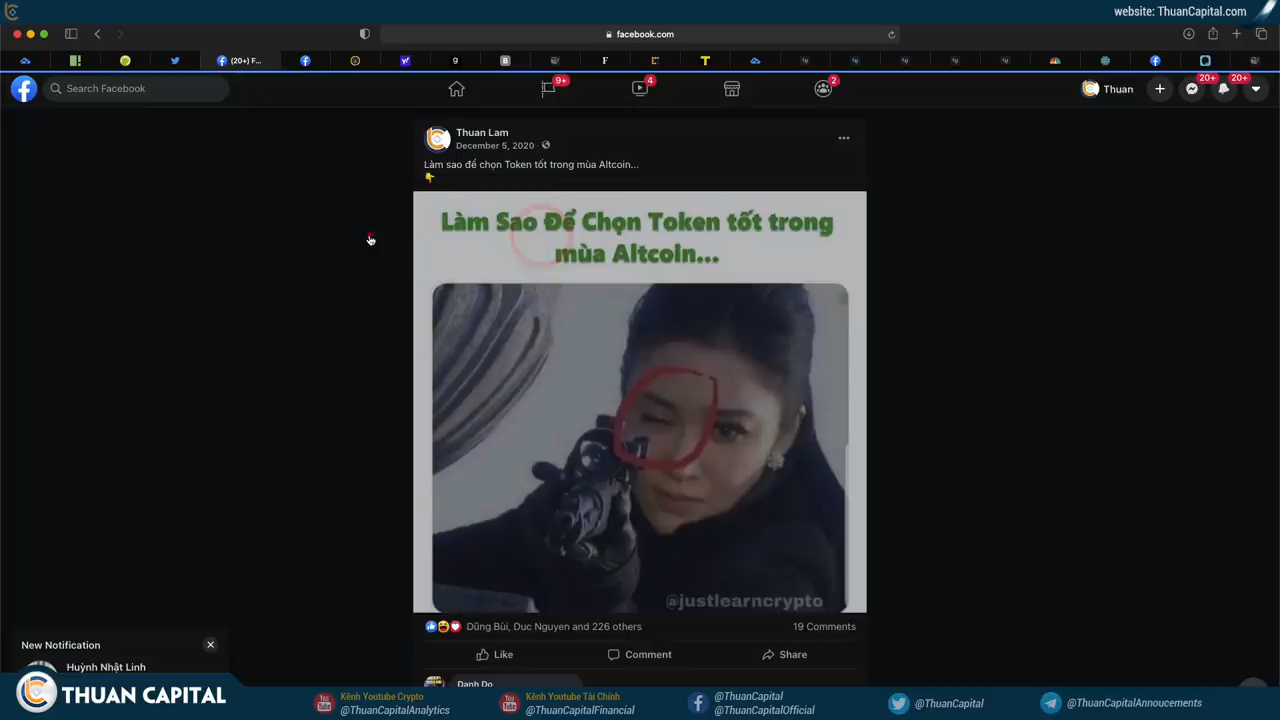 website: ThuanCapital.com
facebook.com
(20+) F...
Search Facebook
9+
4
2
Thuan
20+
20+
Thuan Lam
December 5, 2020
Làm sao để chọn Token tốt trong mùa Altcoin...
Làm Sao Để Chọn Token tốt trong
mùa Altcoin...
@justlearncrypto
Dũng Bùi, Duc Nguyen and 226 others
19 Comments
Like
Comment
Share
New Notification
Huỳnh Nhật Linh
Danh Do
THUAN CAPITAL
Kênh Youtube Crypto
@ThuanCapitalAnalytics
Kênh Youtube Tài Chính
@ThuanCapitalFinancial
@ThuanCapital
@ThuanCapitalOfficial
@ThuanCapital
@ThuanCapitalAnnoucements